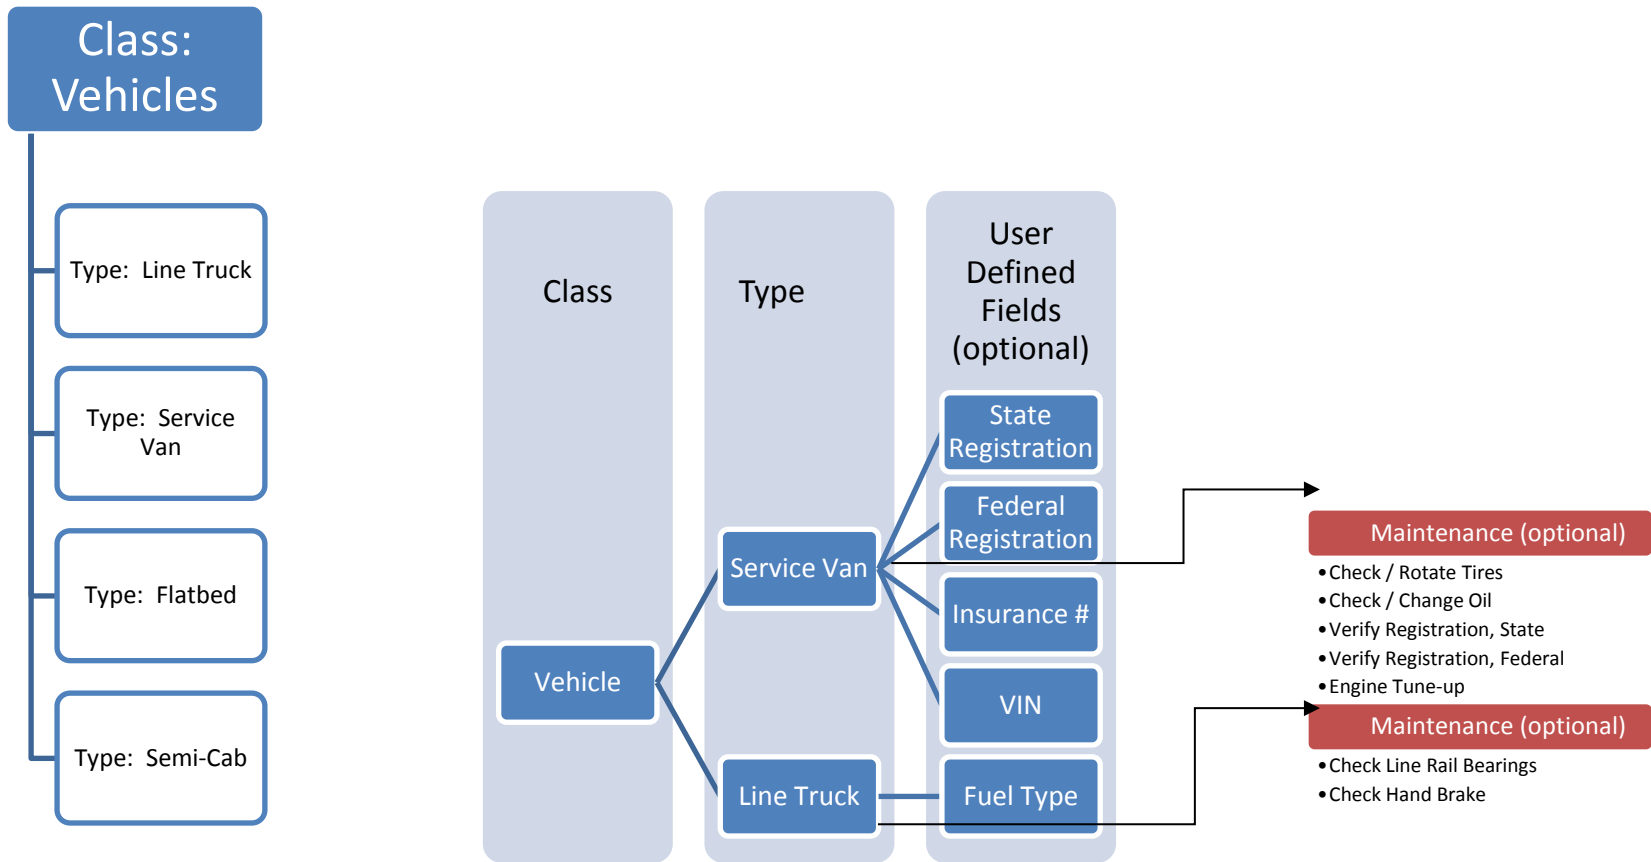 Class:
Vehicles
Type:  Line Truck
Type:  Service
Van
Type:  Flatbed
Type:  Semi-Cab
Class
Type
User
Defined
Fields
(optional)
Vehicle
Service Van
Line Truck
State
Registration
Federal
Registration
Insurance #
VIN
Fuel Type
Maintenance (optional)
•Check / Rotate Tires
•Check / Change Oil
•Verify Registration, State
•Verify Registration, Federal
•Engine Tune-up
Maintenance (optional)
•Check Line Rail Bearings
•Check Hand Brake